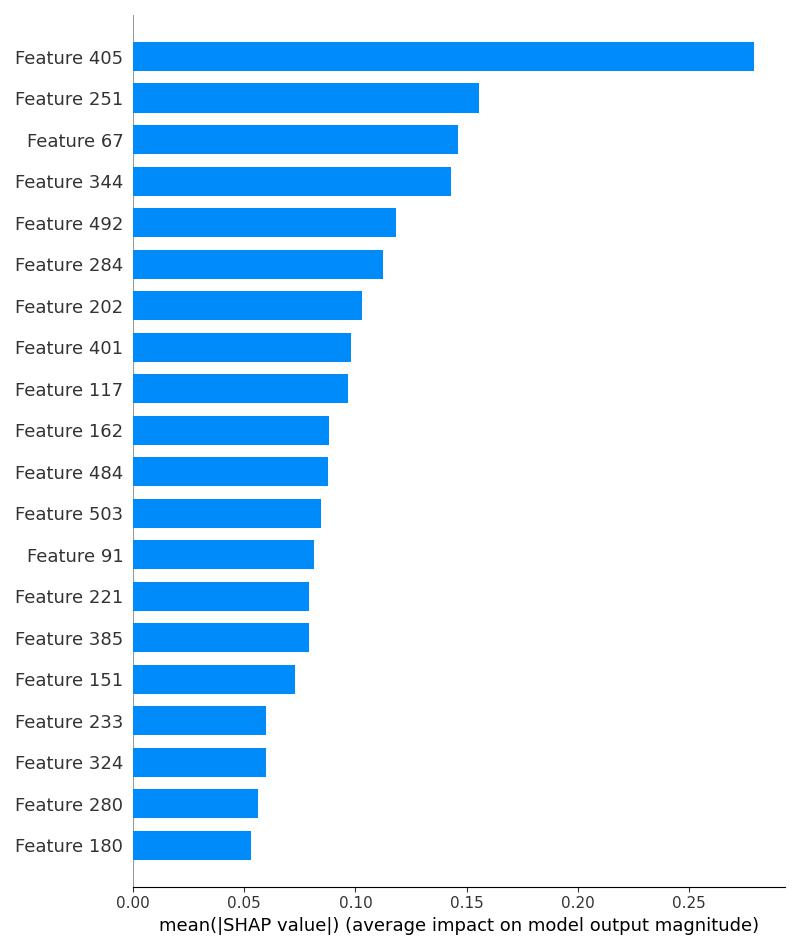 Feature 405
Feature 251
Feature 67
Feature 344
Feature 492
Feature 284
Feature 202
Feature 401
Feature 117
Feature 162
Feature 484
Feature 503
Feature 91
Feature 221
Feature 385
Feature 151
Feature 233
Feature 324
Feature 280
Feature 180
0.00 0.05 0.10 0.15 0.20 0.25
mean(|SHAP value|) (average impact on model output magnitude)